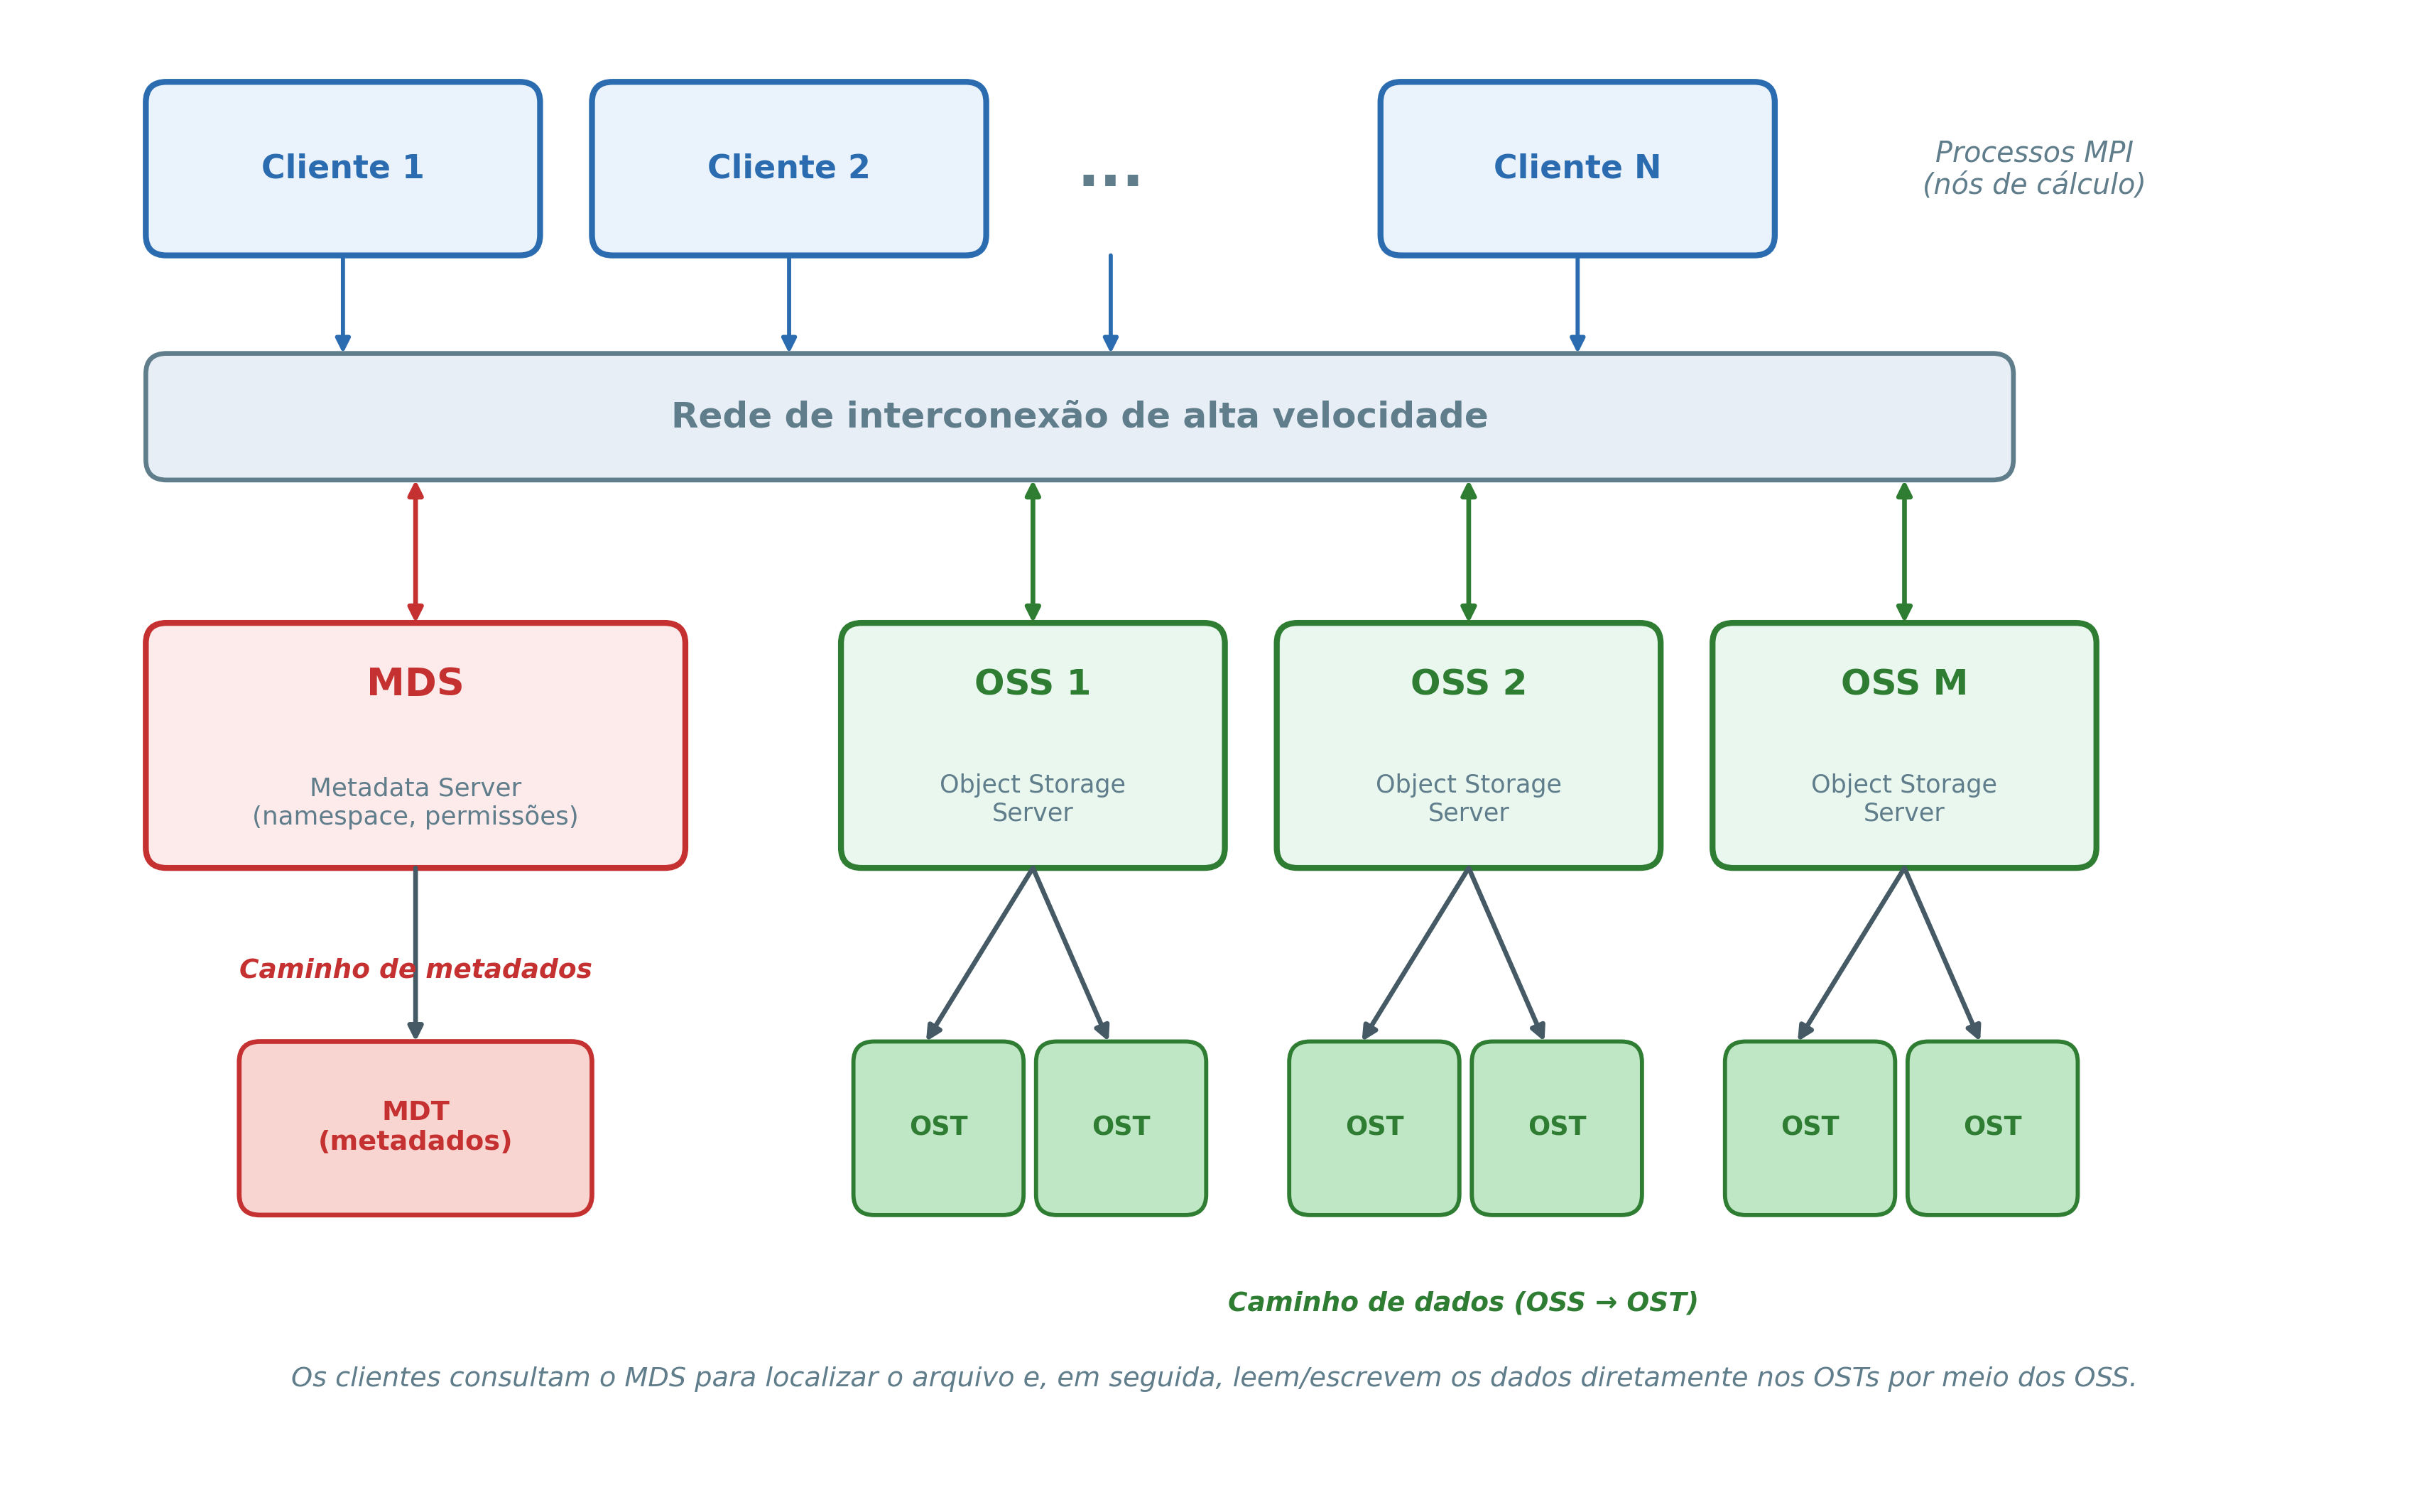 Cliente 1
Cliente 2
...
Cliente N
Processos MPI
(nós de cálculo)
Rede de interconexão de alta velocidade
MDS
Metadata Server
(namespace, permissões)
OSS 1
Object Storage
Server
OSS 2
Object Storage
Server
OSS M
Object Storage
Server
Caminho de metadados
MDT
(metadados)
OST
OST
OST
OST
OST
OST
Caminho de dados (OSS → OST)
Os clientes consultam o MDS para localizar o arquivo e, em seguida, leem/escrevem os dados diretamente nos OSTs por meio dos OSS.